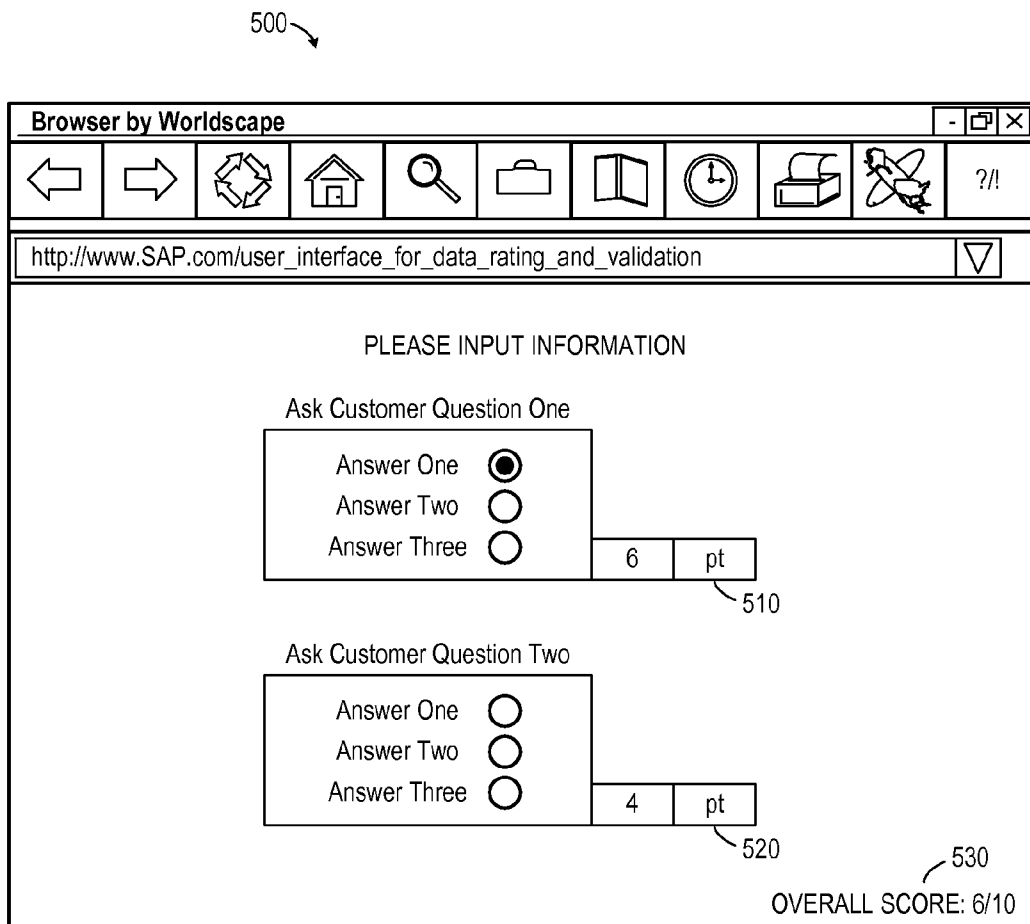 500
Browser by Worldscape
- ×
?/!
http://www.SAP.com/user_interface_for_data_rating_and_validation
PLEASE INPUT INFORMATION
Ask Customer Question One
Answer One
Answer Two
Answer Three
6 pt
510
Ask Customer Question Two
Answer One
Answer Two
Answer Three
4 pt
520
530
OVERALL SCORE: 6/10